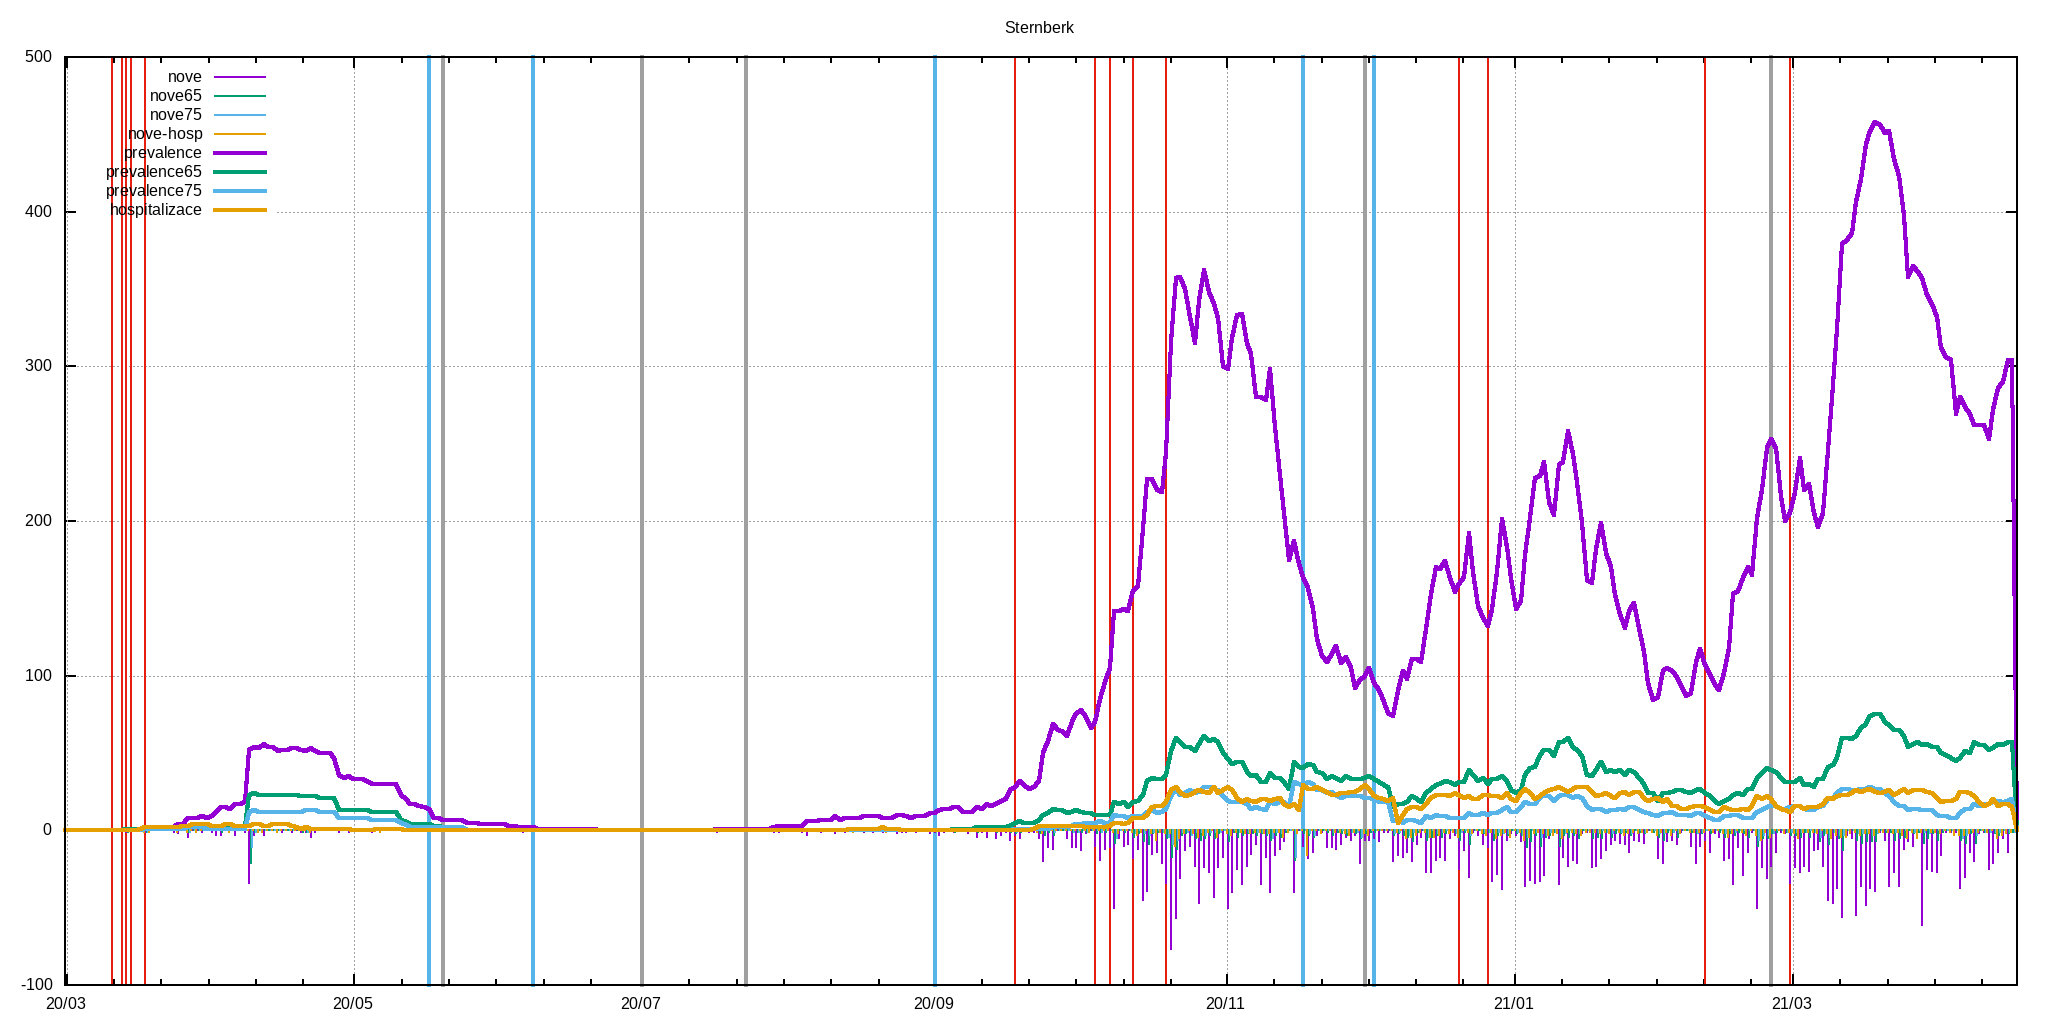 Sternberk
500
nove
nove65
nove75
nove-hosp
prevalence
prevalence65
prevalence75
hospitalizace
400
300
200
100
0
-100
20/03 20/05 20/07 20/09 20/11 21/01 21/03